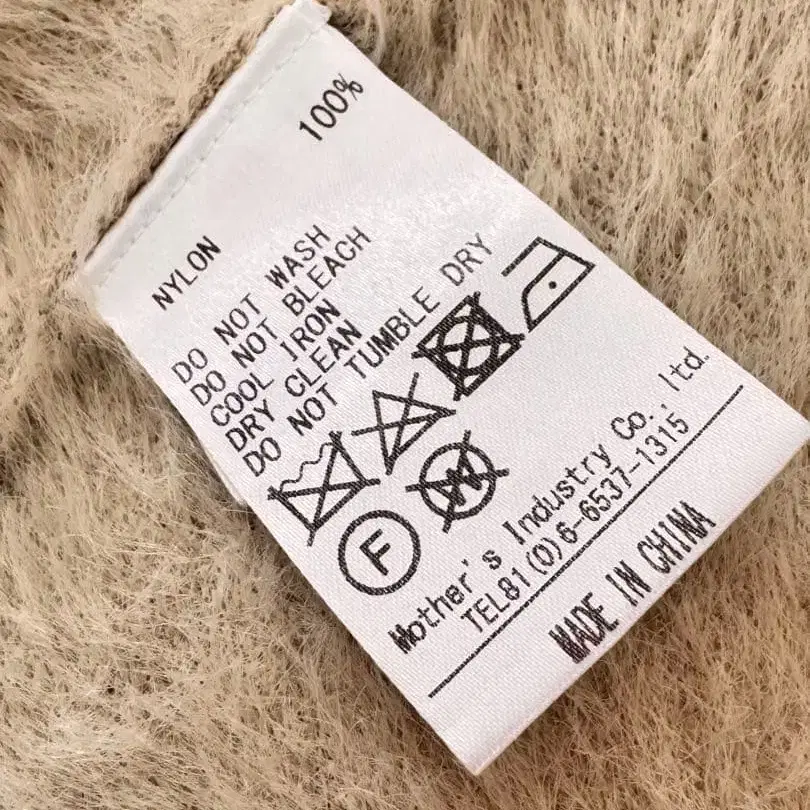 NYLON 100%
DO NOT WASH
DO NOT BLEACH
COOL IRON
DRY CLEAN
DO NOT TUMBLE DRY
F W
Mother's Industry Co., ltd.
TEL81(0)6-6537-1315
MADE IN CHINA